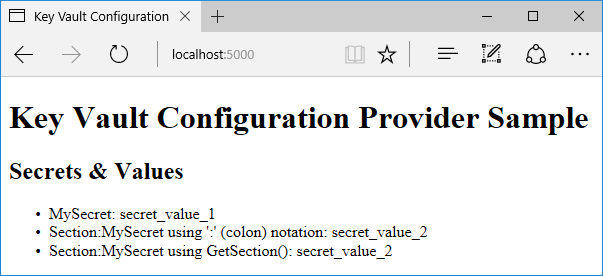 Key Vault Configuration
localhost:5000
Key Vault Configuration Provider Sample
Secrets & Values
• MySecret: secret_value_1
• Section:MySecret using ':' (colon) notation: secret_value_2
• Section:MySecret using GetSection(): secret_value_2